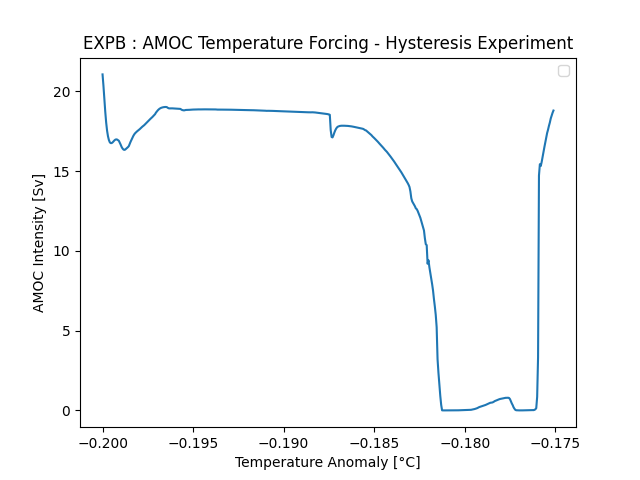 EXPB : AMOC Temperature Forcing - Hysteresis Experiment
20
15
10
5
0
AMOC Intensity [Sv]
−0.200 −0.195 −0.190 −0.185 −0.180 −0.175
Temperature Anomaly [°C]